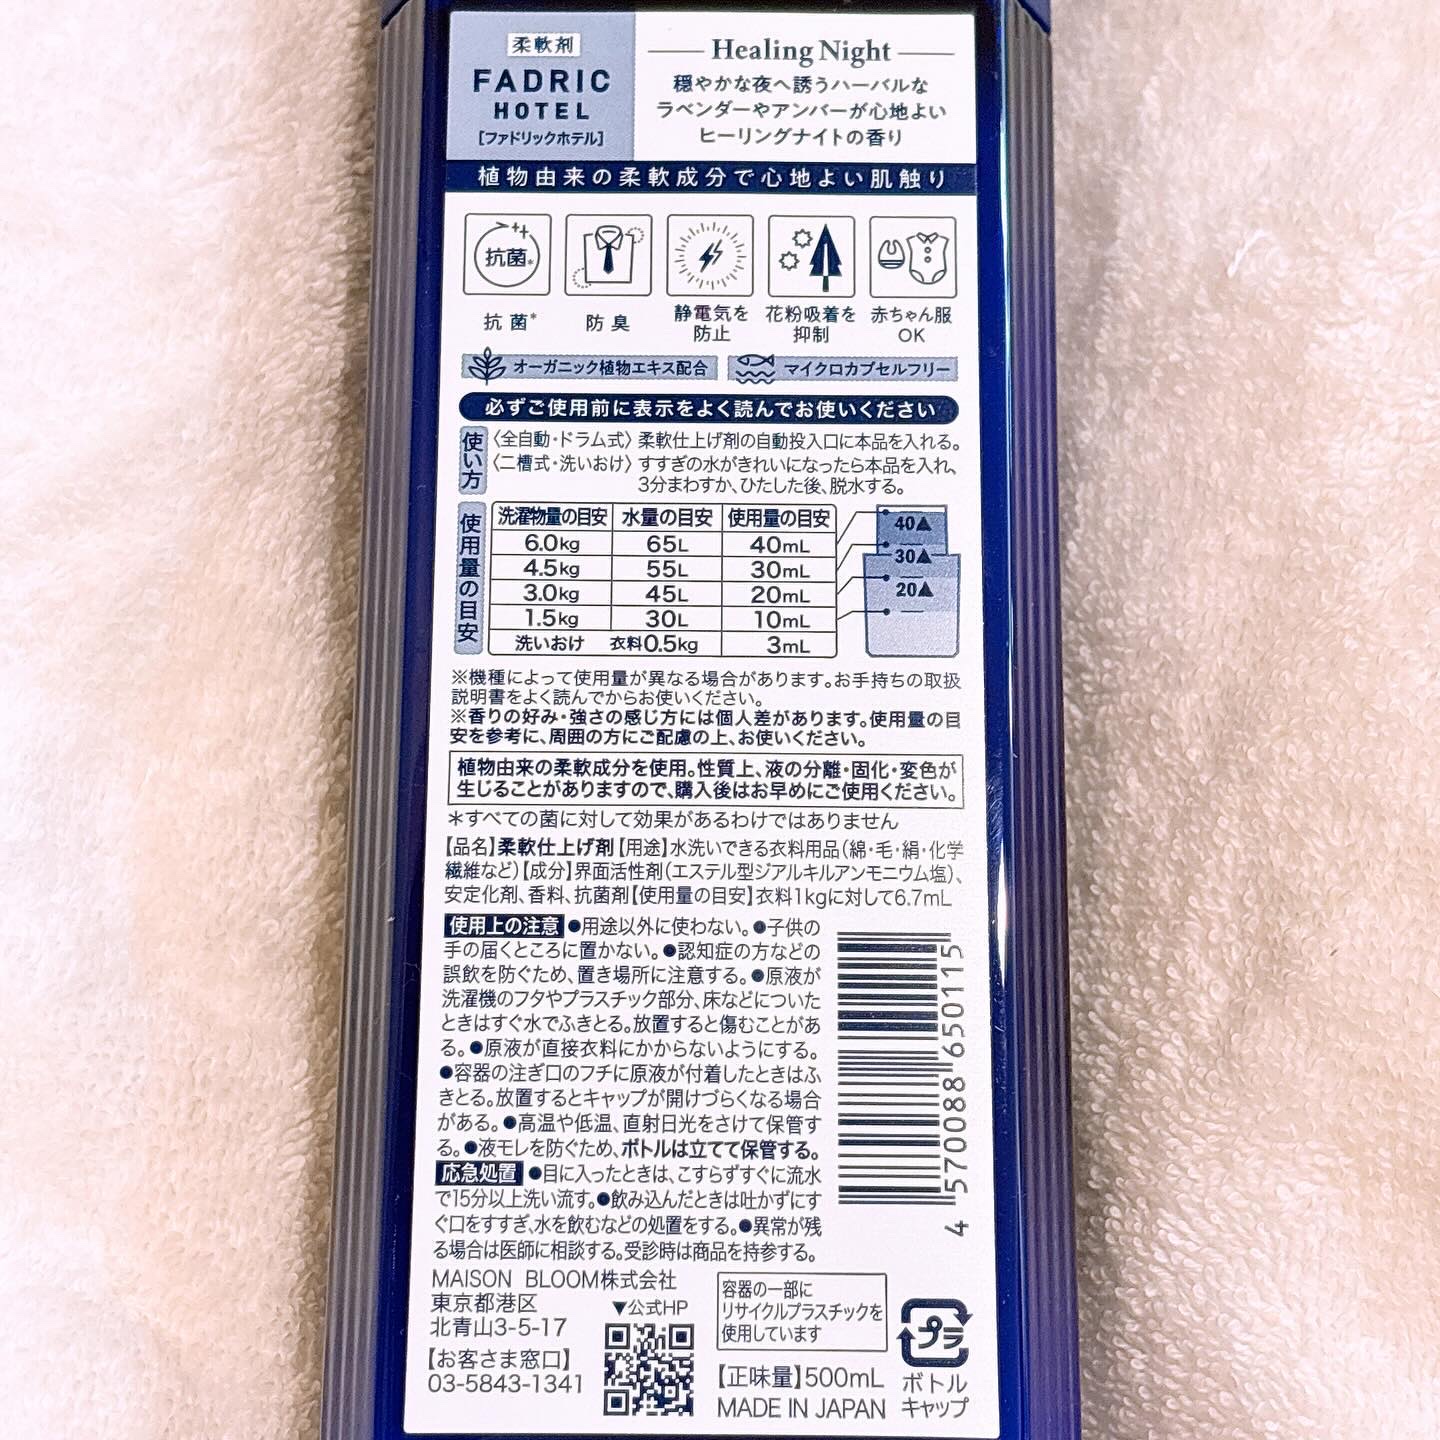 柔軟剤
FADRIC
HOTEL
[ファドリックホテル]
Healing Night
穏やかな夜へ誘うハーバルな
ラベンダーやアンバーが心地よい
ヒーリングナイトの香り
植物由来の柔軟成分で心地よい肌触り
抗菌*
抗菌*
防臭
静電気を
防止
花粉吸着を
抑制
赤ちゃん服
OK
オーガニック植物エキス配合
マイクロカプセルフリー
必ずご使用前に表示をよく読んでお使いください
使い方
〈全自動・ドラム式〉柔軟仕上げ剤の自動投入口に本品を入れる。
〈二槽式・洗いおけ〉すすぎの水がきれいになったら本品を入れ、
3分まわすか、ひたした後、脱水する。
使用量の目安
洗濯物量の目安 水量の目安 使用量の目安
6.0kg 65L 40mL
4.5kg 55L 30mL
3.0kg 45L 20mL
1.5kg 30L 10mL
洗いおけ 衣料0.5kg 3mL
40▲
30▲
20▲
※機種によって使用量が異なる場合があります。お手持ちの取扱
説明書をよく読んでからお使いください。
※香りの好み・強さの感じ方には個人差があります。使用量の目
安を参考に、周囲の方にご配慮の上、お使いください。
植物由来の柔軟成分を使用。性質上、液の分離・固化・変色が
生じることがありますので、購入後はお早めにご使用ください。
＊すべての菌に対して効果があるわけではありません
【品名】柔軟仕上げ剤【用途】水洗いできる衣料用品(綿・毛・絹・化学
繊維など)【成分】界面活性剤(エステル型ジアルキルアンモニウム塩)、
安定化剤、香料、抗菌剤【使用量の目安】衣料1kgに対して6.7mL
使用上の注意 ●用途以外に使わない。●子供の
手の届くところに置かない。●認知症の方などの
誤飲を防ぐため、置き場所に注意する。●原液が
洗濯機のフタやプラスチック部分、床などについた
ときはすぐ水でふきとる。放置すると傷むことがあ
る。●原液が直接衣料にかからないようにする。
●容器の注ぎ口のフチに原液が付着したときはふ
きとる。放置するとキャップが開けづらくなる場合
がある。●高温や低温、直射日光をさけて保管す
る。●液モレを防ぐため、ボトルは立てて保管する。
応急処置 ●目に入ったときは、こすらずすぐに流水
で15分以上洗い流す。●飲み込んだときは吐かずにす
ぐ口をすすぎ、水を飲むなどの処置をする。●異常が残
る場合は医師に相談する。受診時は商品を持参する。
4 570088 650115
MAISON BLOOM株式会社
東京都港区
北青山3-5-17
【お客さま窓口】
03-5843-1341
▼公式HP
容器の一部に
リサイクルプラスチックを
使用しています
【正味量】500mL
MADE IN JAPAN
プラ
ボトル
キャップ